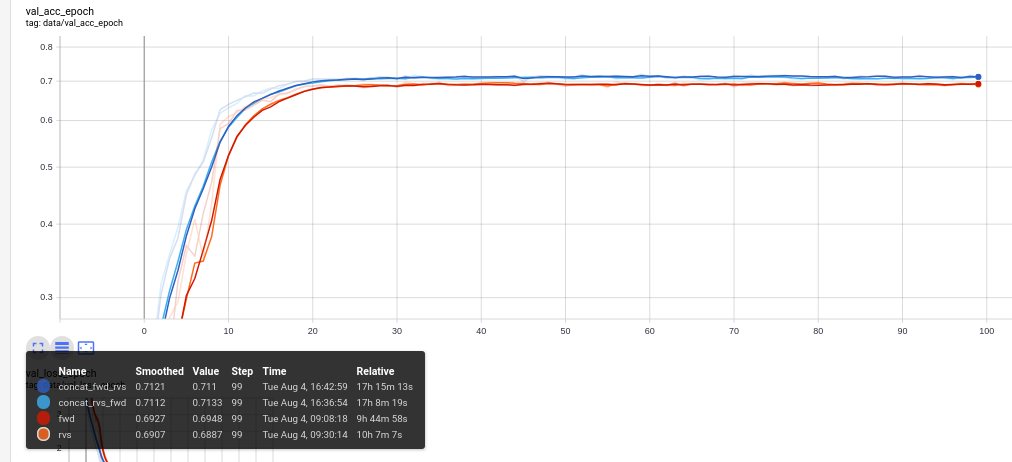 val_acc_epoch
tag: data/val_acc_epoch
0.8
0.7
0.6
0.5
0.4
0.3
0 10 20 30 40 50 60 70 80 90 100
Name Smoothed Value Step Time Relative
concat_fwd_rvs 0.7121 0.711 99 Tue Aug 4, 16:42:59 17h 15m 13s
concat_rvs_fwd 0.7112 0.7133 99 Tue Aug 4, 16:36:54 17h 8m 19s
fwd 0.6927 0.6948 99 Tue Aug 4, 09:08:18 9h 44m 58s
rvs 0.6907 0.6887 99 Tue Aug 4, 09:30:14 10h 7m 7s
2